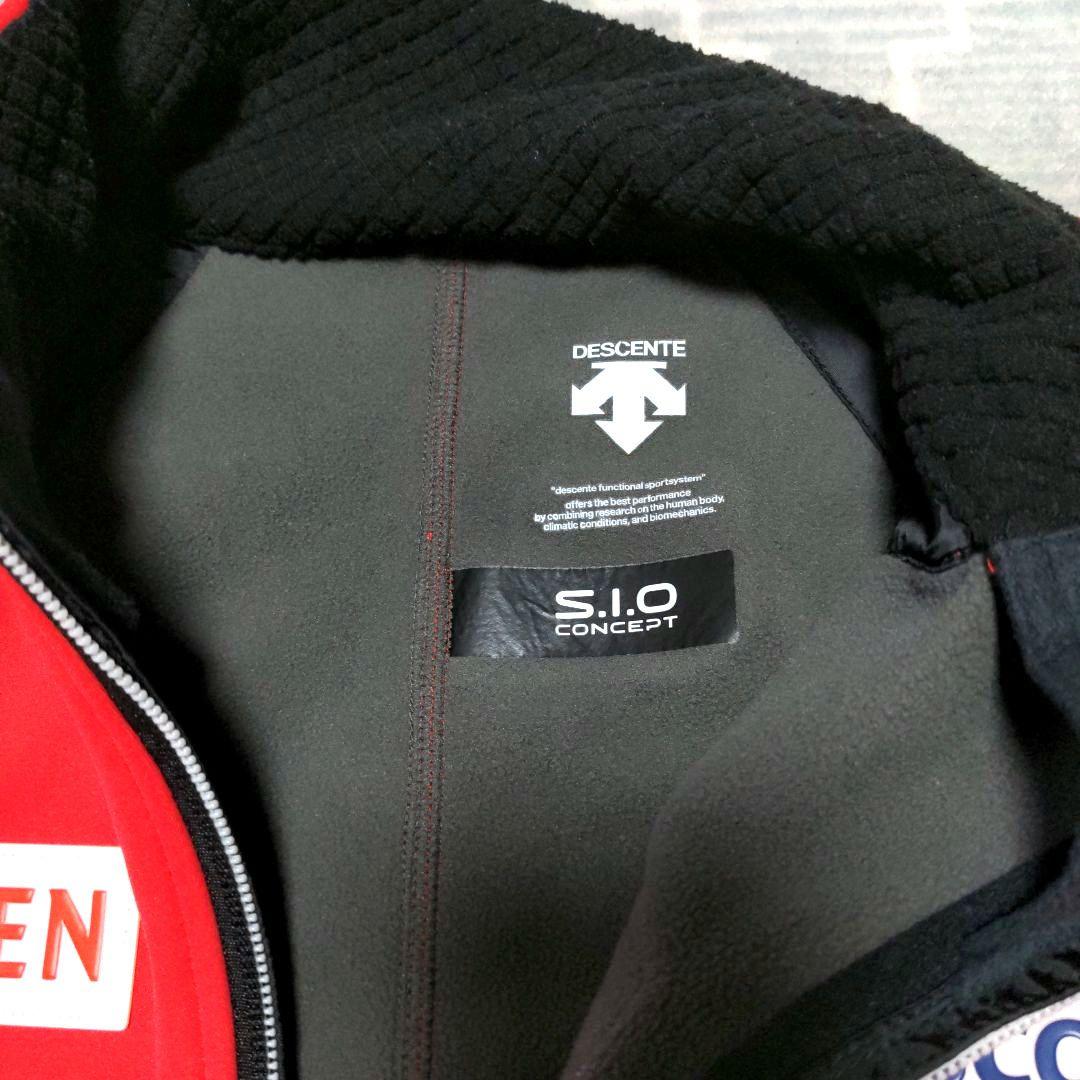 DESCENTE
"descente functional sportsystem"
offers the best performance
by combining research on the human body,
climatic conditions, and biomechanics.
S.I.O
CONCEPT
EN